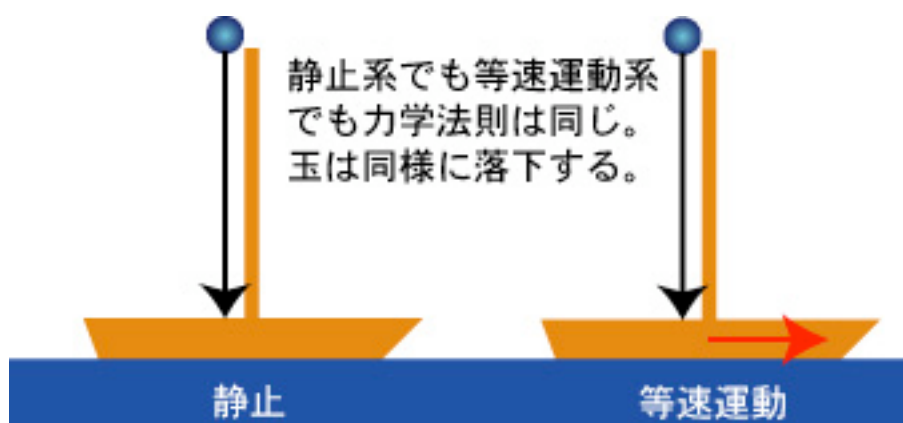 静止系でも等速運動系
でも力学法則は同じ。
玉は同様に落下する。
静止
等速運動